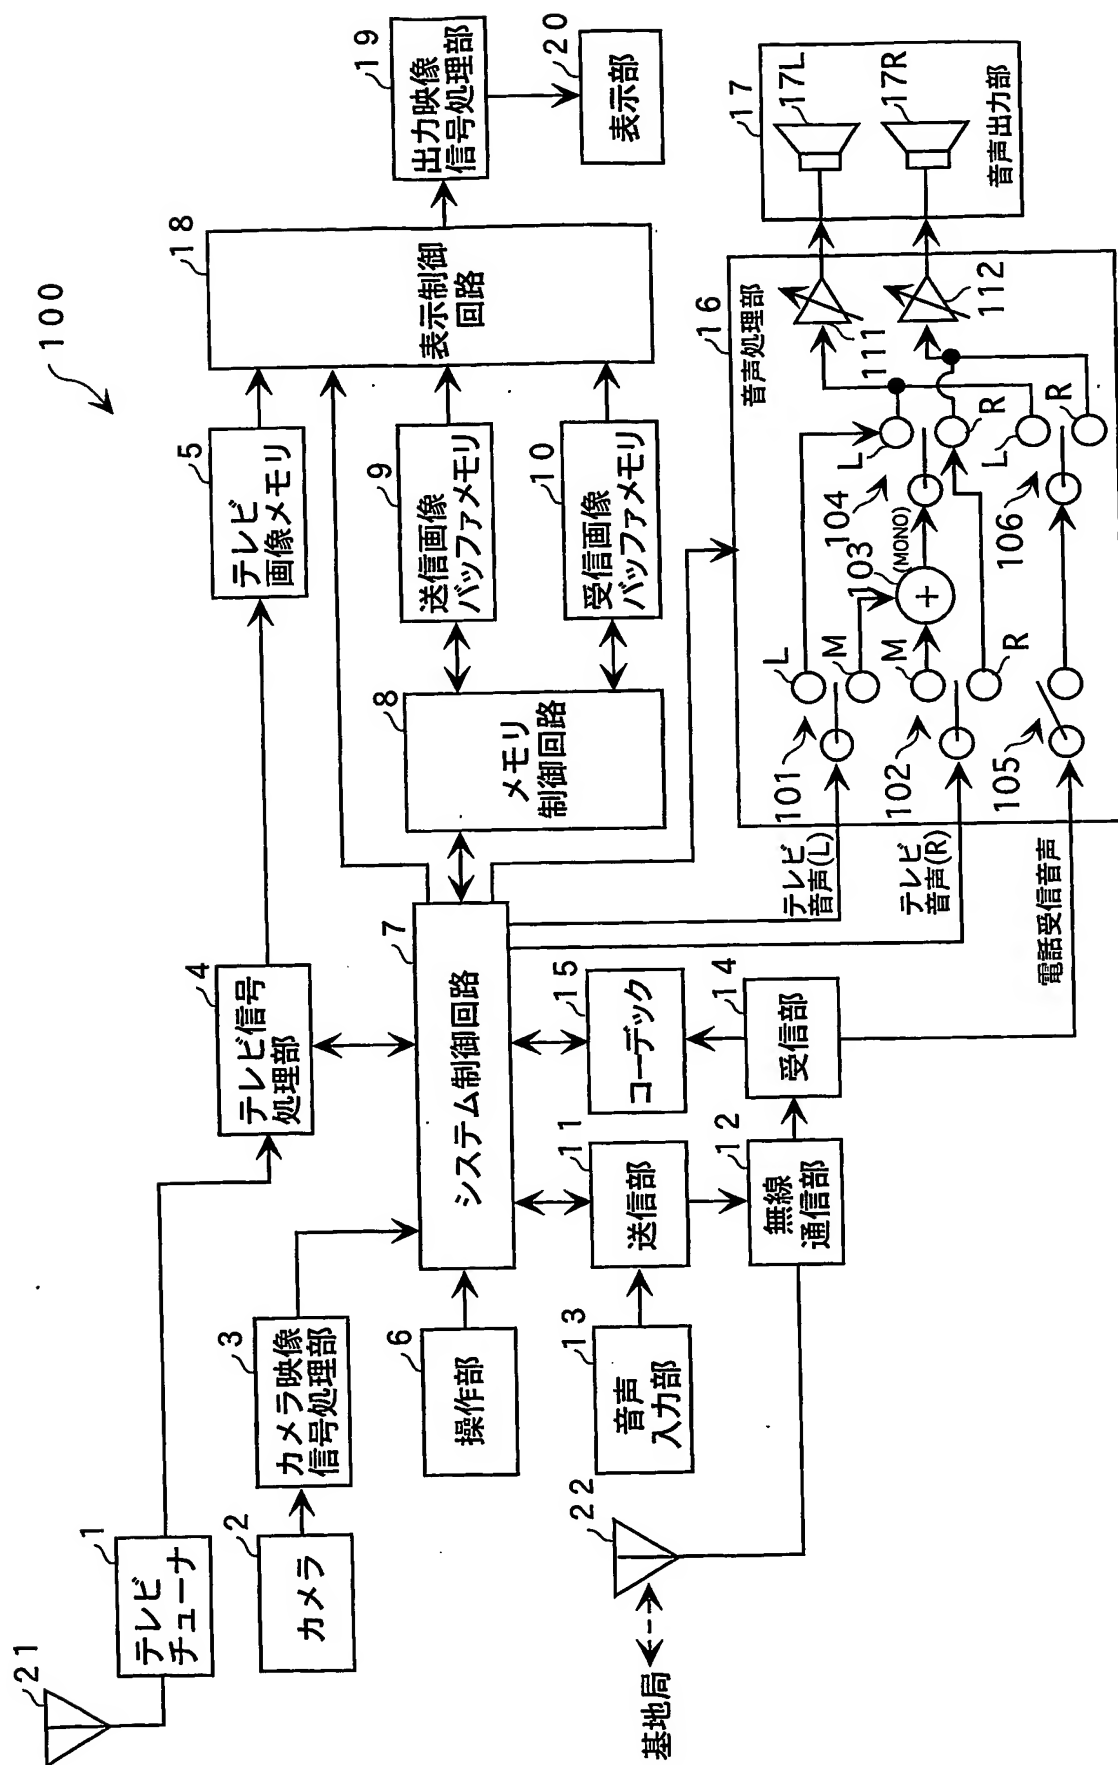 100
21
1
テレビ
チューナ
2
カメラ
3
カメラ映像
信号処理部
4
テレビ信号
処理部
5
テレビ
画像メモリ
6
操作部
7
システム制御回路
8
メモリ
制御回路
9
送信画像
バッファメモリ
10
受信画像
バッファメモリ
18
表示制御
回路
19
出力映像
信号処理部
20
表示部
基地局
22
13
音声
入力部
11
送信部
12
無線
通信部
15
コーデック
14
受信部
テレビ
音声(L)
テレビ
音声(R)
電話受信音声
16
音声処理部
101
L
M
102
M
R
105
103
(MONO)
+
104
L
R
106
L
R
111
112
17
17L
17R
音声出力部